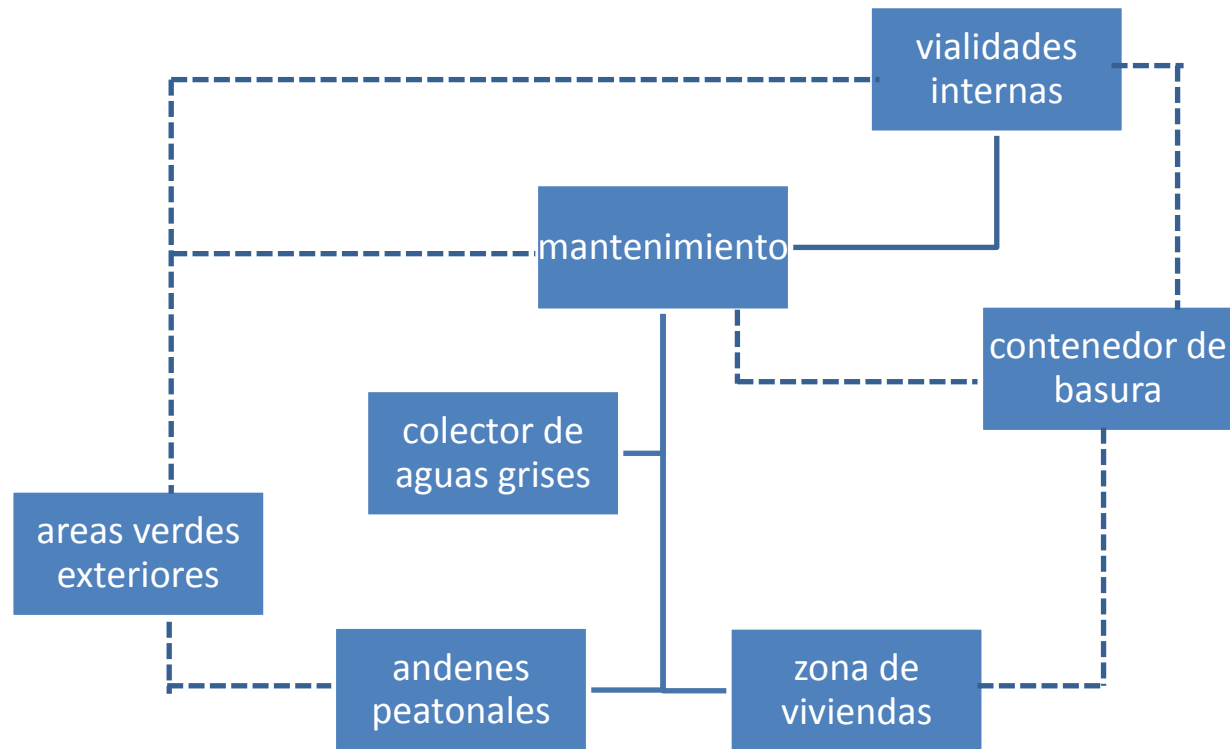 vialidades
internas
mantenimiento
contenedor de
basura
colector de
aguas grises
areas verdes
exteriores
andenes
peatonales
zona de
viviendas